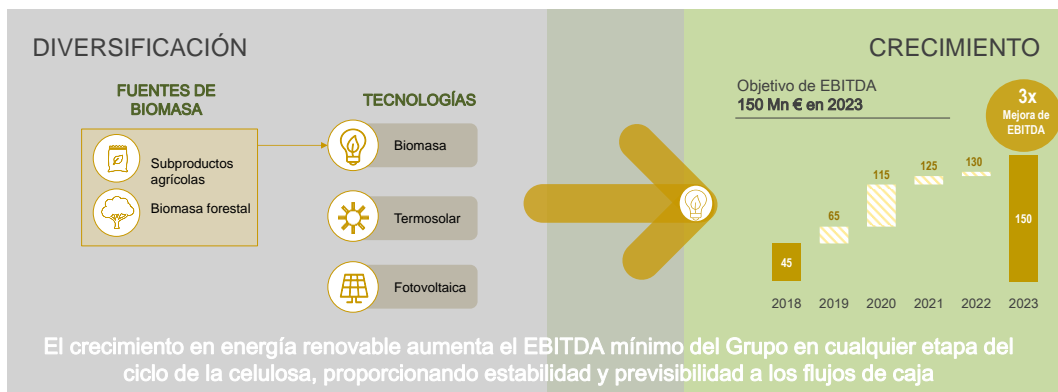 DIVERSIFICACIÓN
FUENTES DE
BIOMASA
Subproductos
agrícolas
Biomasa forestal
TECNOLOGÍAS
Biomasa
Termosolar
Fotovoltaica
CRECIMIENTO
Objetivo de EBITDA
150 Mn € en 2023
3x
Mejora de
EBITDA
45
65
115
125
130
150
2018 2019 2020 2021 2022 2023
El crecimiento en energía renovable aumenta el EBITDA mínimo del Grupo en cualquier etapa del
ciclo de la celulosa, proporcionando estabilidad y previsibilidad a los flujos de caja